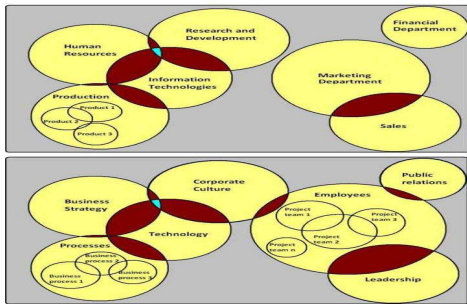 Financial
Department
Research and
Development
Human
Resources
Information
Technologies
Marketing
Department
Production
Product 1
Product 2
Product 3
Sales
Public
relations
Corporate
Culture
Employees
Business
Strategy
Project
team 1
Project
team 3
Technology
Project
team 2
Processes
Project
team n
Business
process 2
Business
process 1
Business
process 3
Leadership